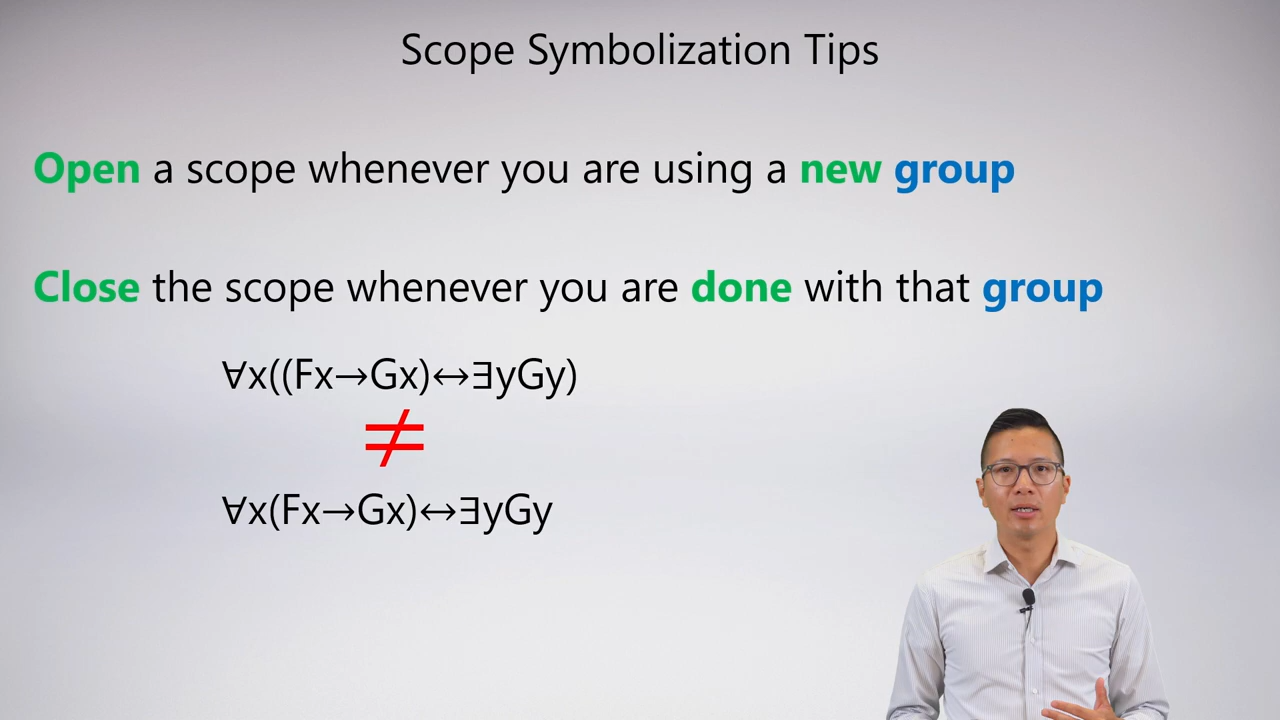 Scope Symbolization Tips
Open a scope whenever you are using a new group
Close the scope whenever you are done with that group
∀x((Fx→Gx)↔∃yGy)
≠
∀x(Fx→Gx)↔∃yGy